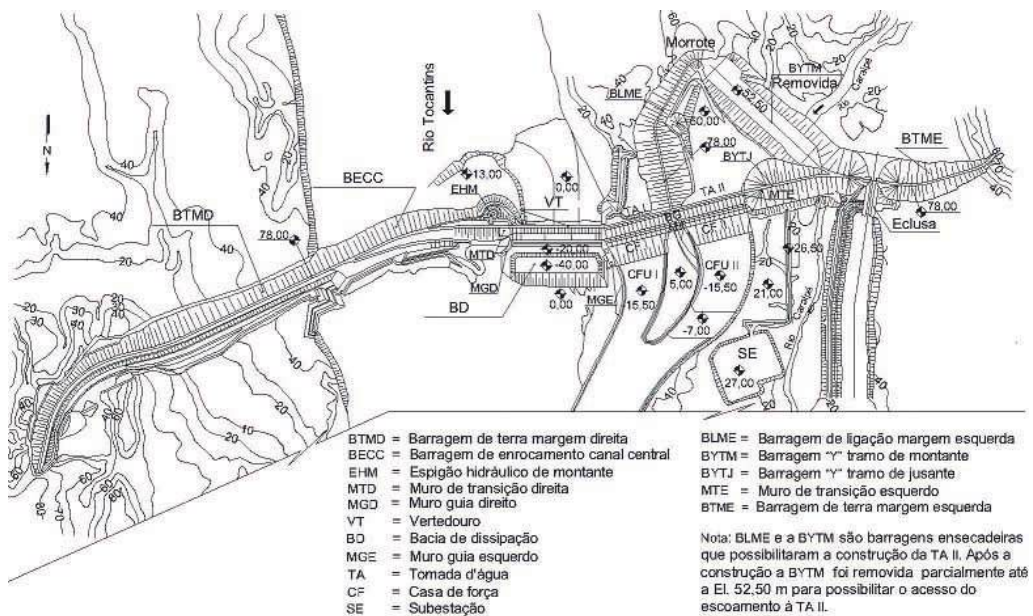 Morrote
BYTM
Removida
Caraipé
BLME
52,50
60,00
78,00
BYTJ
BTME
Rio Tocantins
N
BECC
13,00
EHM
0,00
VT
TA I
TA II
MTE
78,00
Eclusa
BTMD
78,00
MTD
MGD
-20,00
-40,00
0,00
BD
MGE
CF
CF II
CFU I
-15,50
5,00
CFU II
-15,50
-7,00
26,50
21,00
Rio Caraipé
SE
27,00
BTMD = Barragem de terra margem direita
BECC = Barragem de enrocamento canal central
EHM = Espigão hidráulico de montante
MTD = Muro de transição direita
MGD = Muro guia direito
VT = Vertedouro
BD = Bacia de dissipação
MGE = Muro guia esquerdo
TA = Tomada d'água
CF = Casa de força
SE = Subestação
BLME = Barragem de ligação margem esquerda
BYTM = Barragem "Y" tramo de montante
BYTJ = Barragem "Y" tramo de jusante
MTE = Muro de transição esquerdo
BTME = Barragem de terra margem esquerda
Nota: BLME e a BYTM são barragens ensecadeiras
que possibilitaram a construção da TA II. Após a
construção a BYTM foi removida parcialmente até
a El. 52,50 m para possibilitar o acesso do
escoamento à TA II.